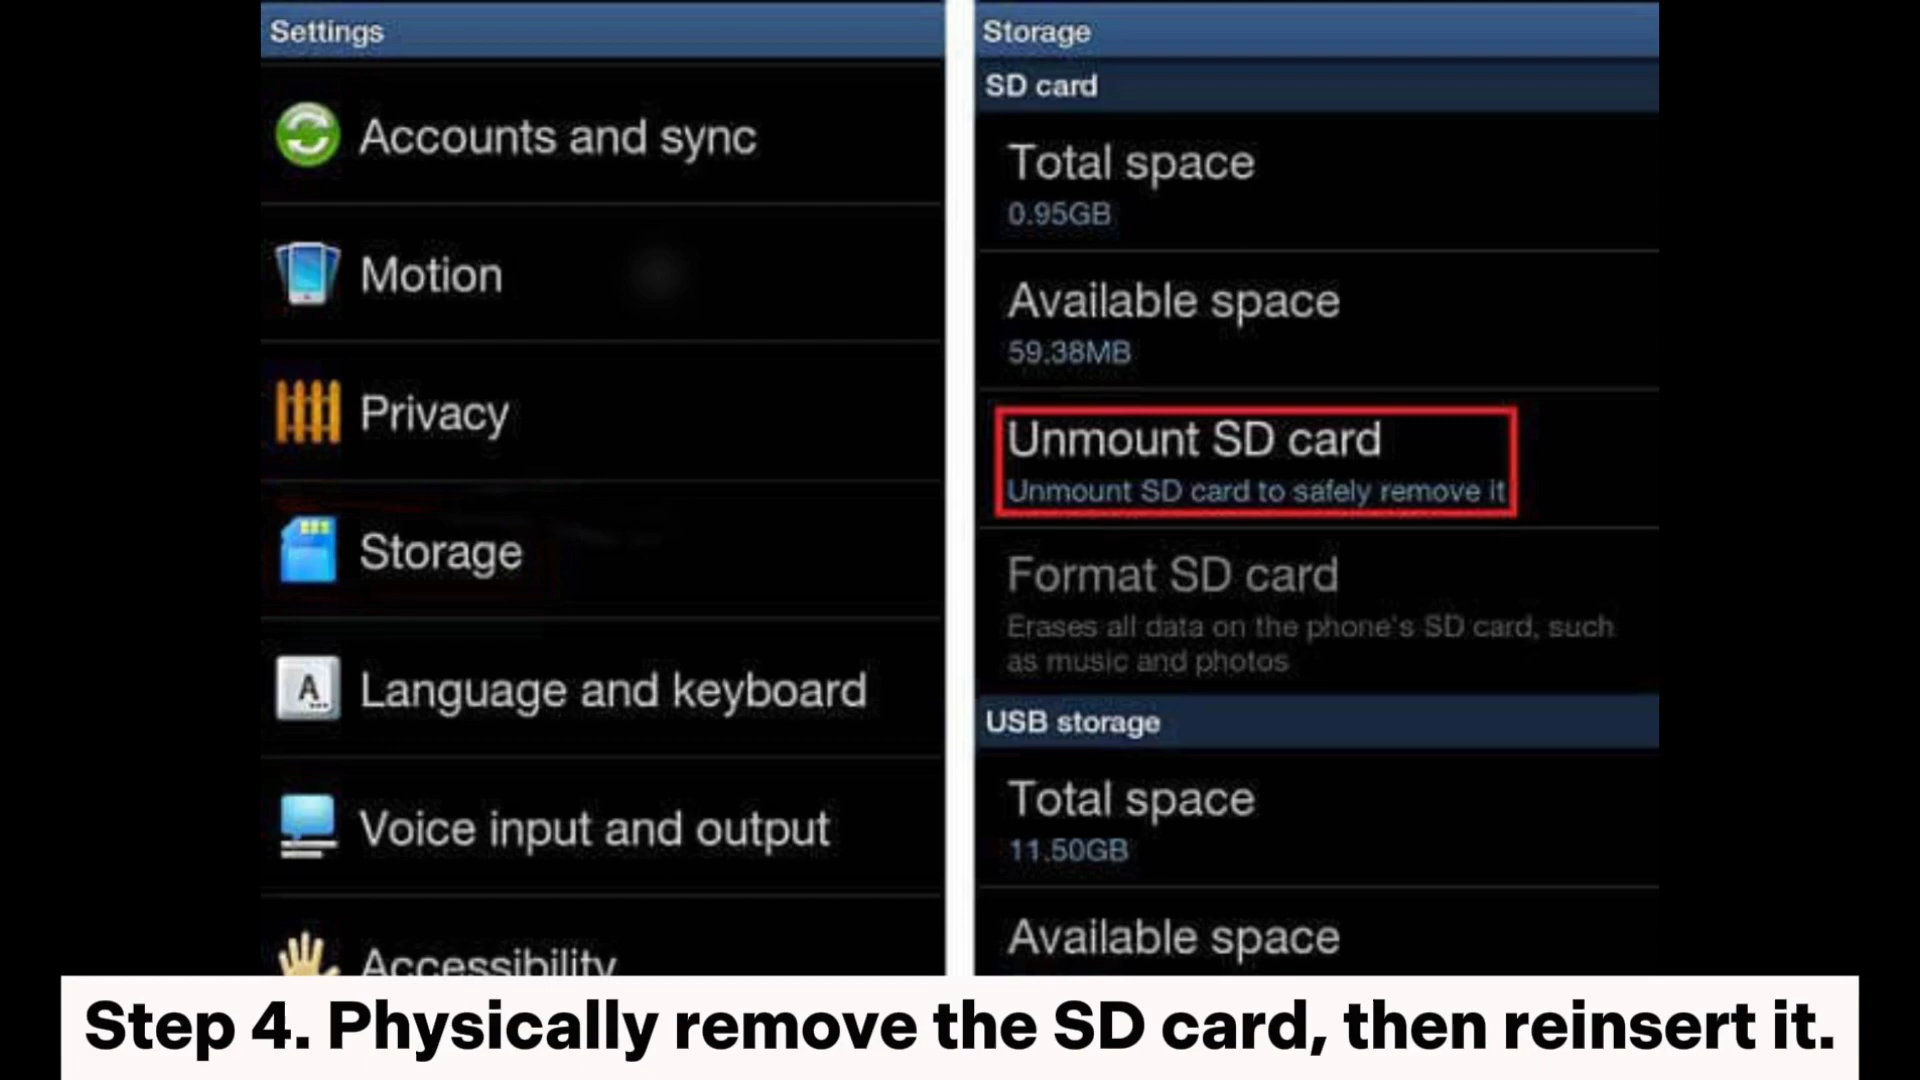 Settings
Accounts and sync
Motion
Privacy
Storage
Language and keyboard
Voice input and output
Accessibility
Storage
SD card
Total space
0.95GB
Available space
59.38MB
Unmount SD card
Unmount SD card to safely remove it
Format SD card
Erases all data on the phone's SD card, such
as music and photos
USB storage
Total space
11.50GB
Available space
Step 4. Physically remove the SD card, then reinsert it.